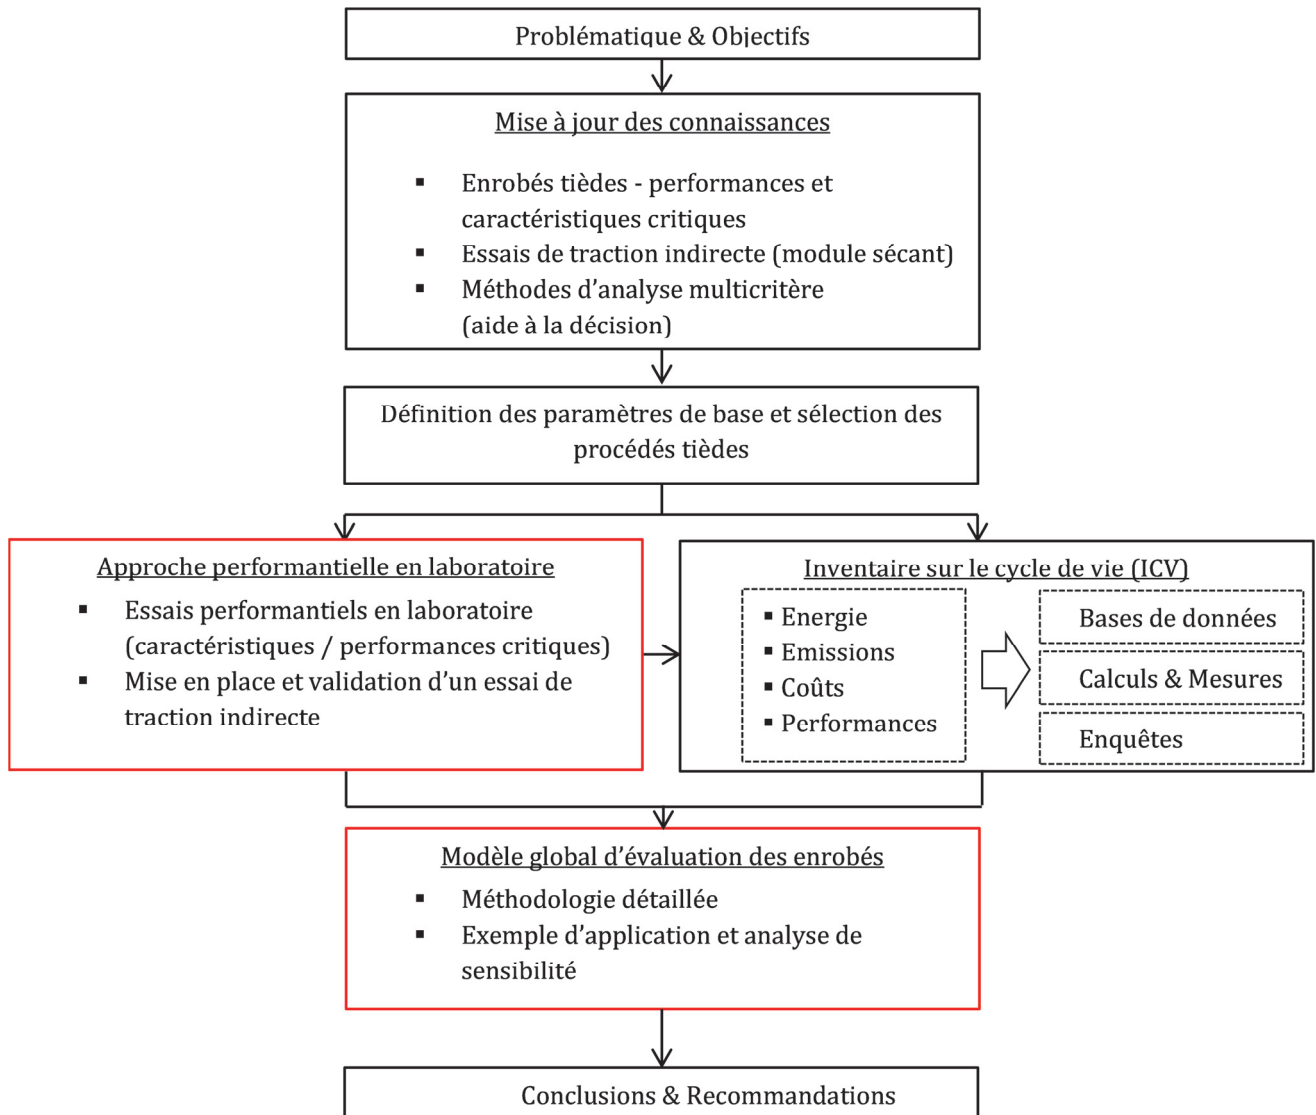 Problématique & Objectifs
Mise à jour des connaissances
▪ Enrobés tièdes - performances et
caractéristiques critiques
▪ Essais de traction indirecte (module sécant)
▪ Méthodes d'analyse multicritère
(aide à la décision)
Définition des paramètres de base et sélection des
procédés tièdes
Approche performantielle en laboratoire
▪ Essais performantiels en laboratoire
(caractéristiques / performances critiques)
▪ Mise en place et validation d'un essai de
traction indirecte
Inventaire sur le cycle de vie (ICV)
▪ Energie
▪ Emissions
▪ Coûts
▪ Performances
Bases de données
Calculs & Mesures
Enquêtes
Modèle global d'évaluation des enrobés
▪ Méthodologie détaillée
▪ Exemple d'application et analyse de
sensibilité
Conclusions & Recommandations